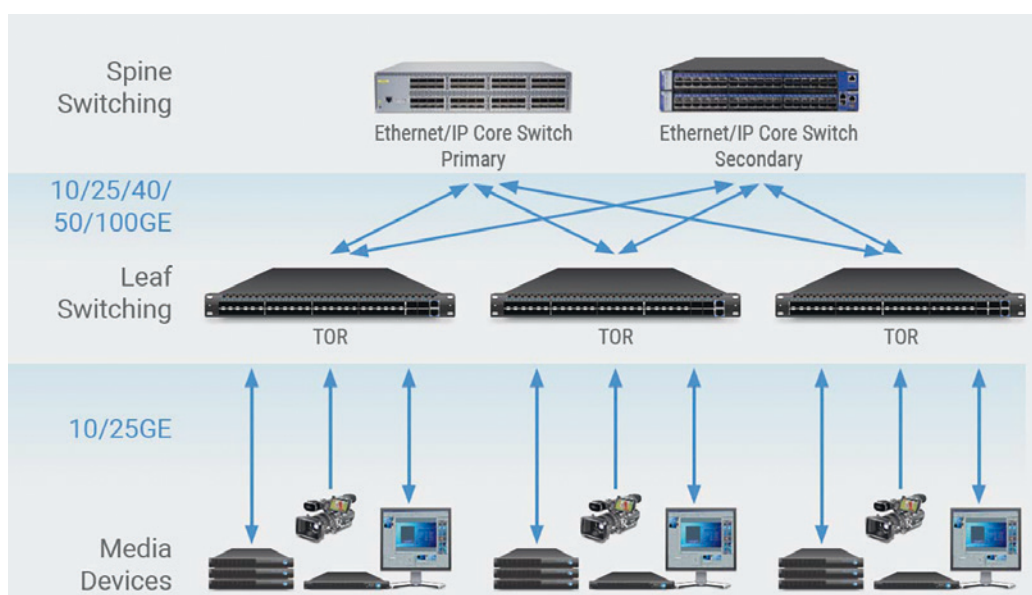 Spine
Switching
Ethernet/IP Core Switch
Primary
Ethernet/IP Core Switch
Secondary
10/25/40/
50/100GE
Leaf
Switching
TOR
TOR
TOR
10/25GE
Media
Devices